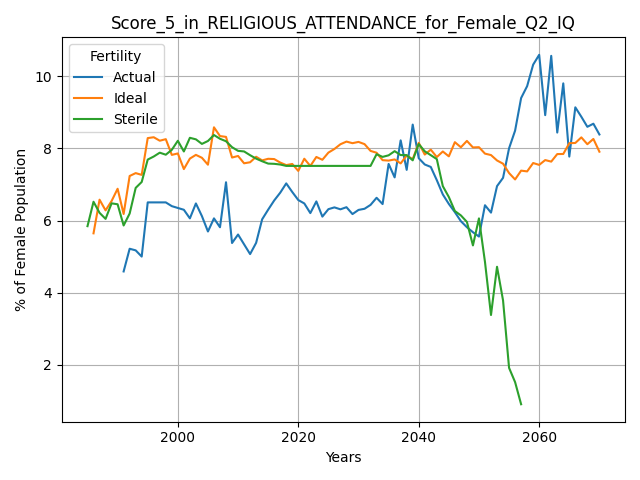 Score_5_in_RELIGIOUS_ATTENDANCE_for_Female_Q2_IQ
Fertility
Actual
Ideal
Sterile
% of Female Population
10
8
6
4
2
2000
2020
2040
2060
Years